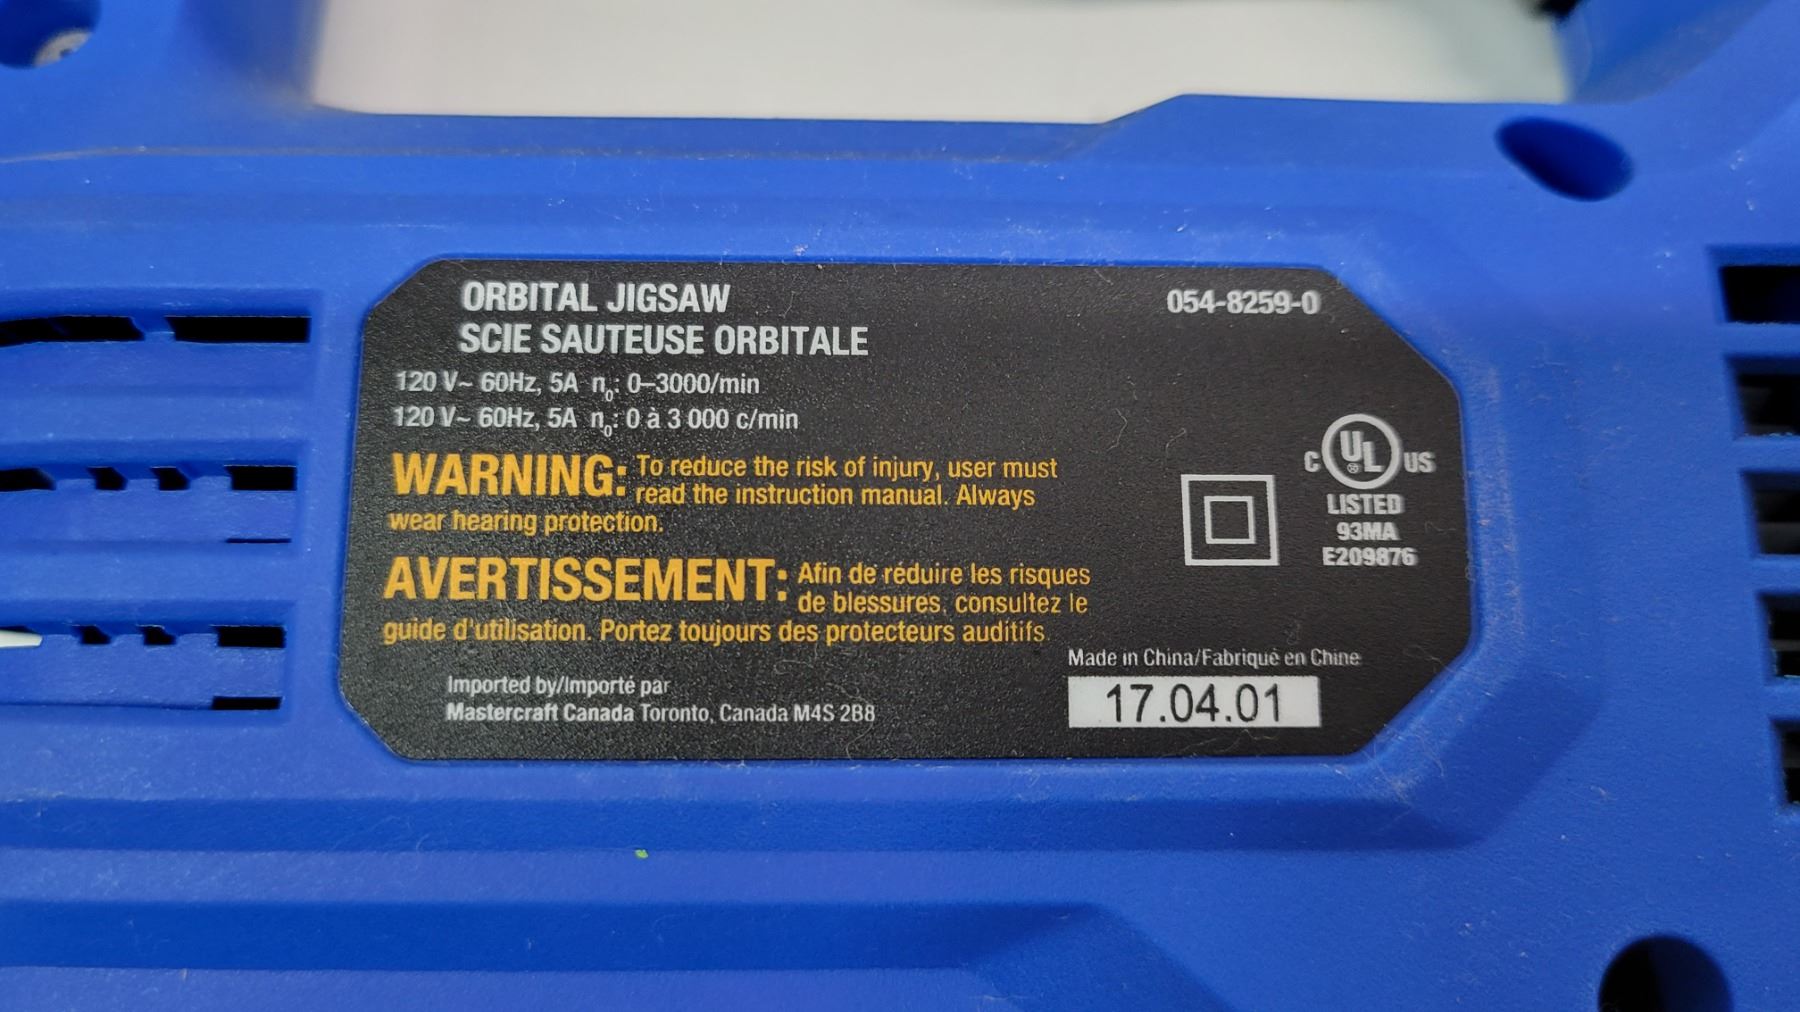 ORBITAL JIGSAW
054-8259-0
SCIE SAUTEUSE ORBITALE
120 V~ 60Hz, 5A n₀: 0–3000/min
120 V~ 60Hz, 5A n₀: 0 à 3 000 c/min
WARNING: To reduce the risk of injury, user must
read the instruction manual. Always
wear hearing protection.
AVERTISSEMENT: Afin de réduire les risques
de blessures, consultez le
guide d'utilisation. Portez toujours des protecteurs auditifs.
C UL ® US
LISTED
93MA
E209876
Imported by/Importé par
Mastercraft Canada Toronto, Canada M4S 2B8
Made in China/Fabriqué en Chine
17.04.01